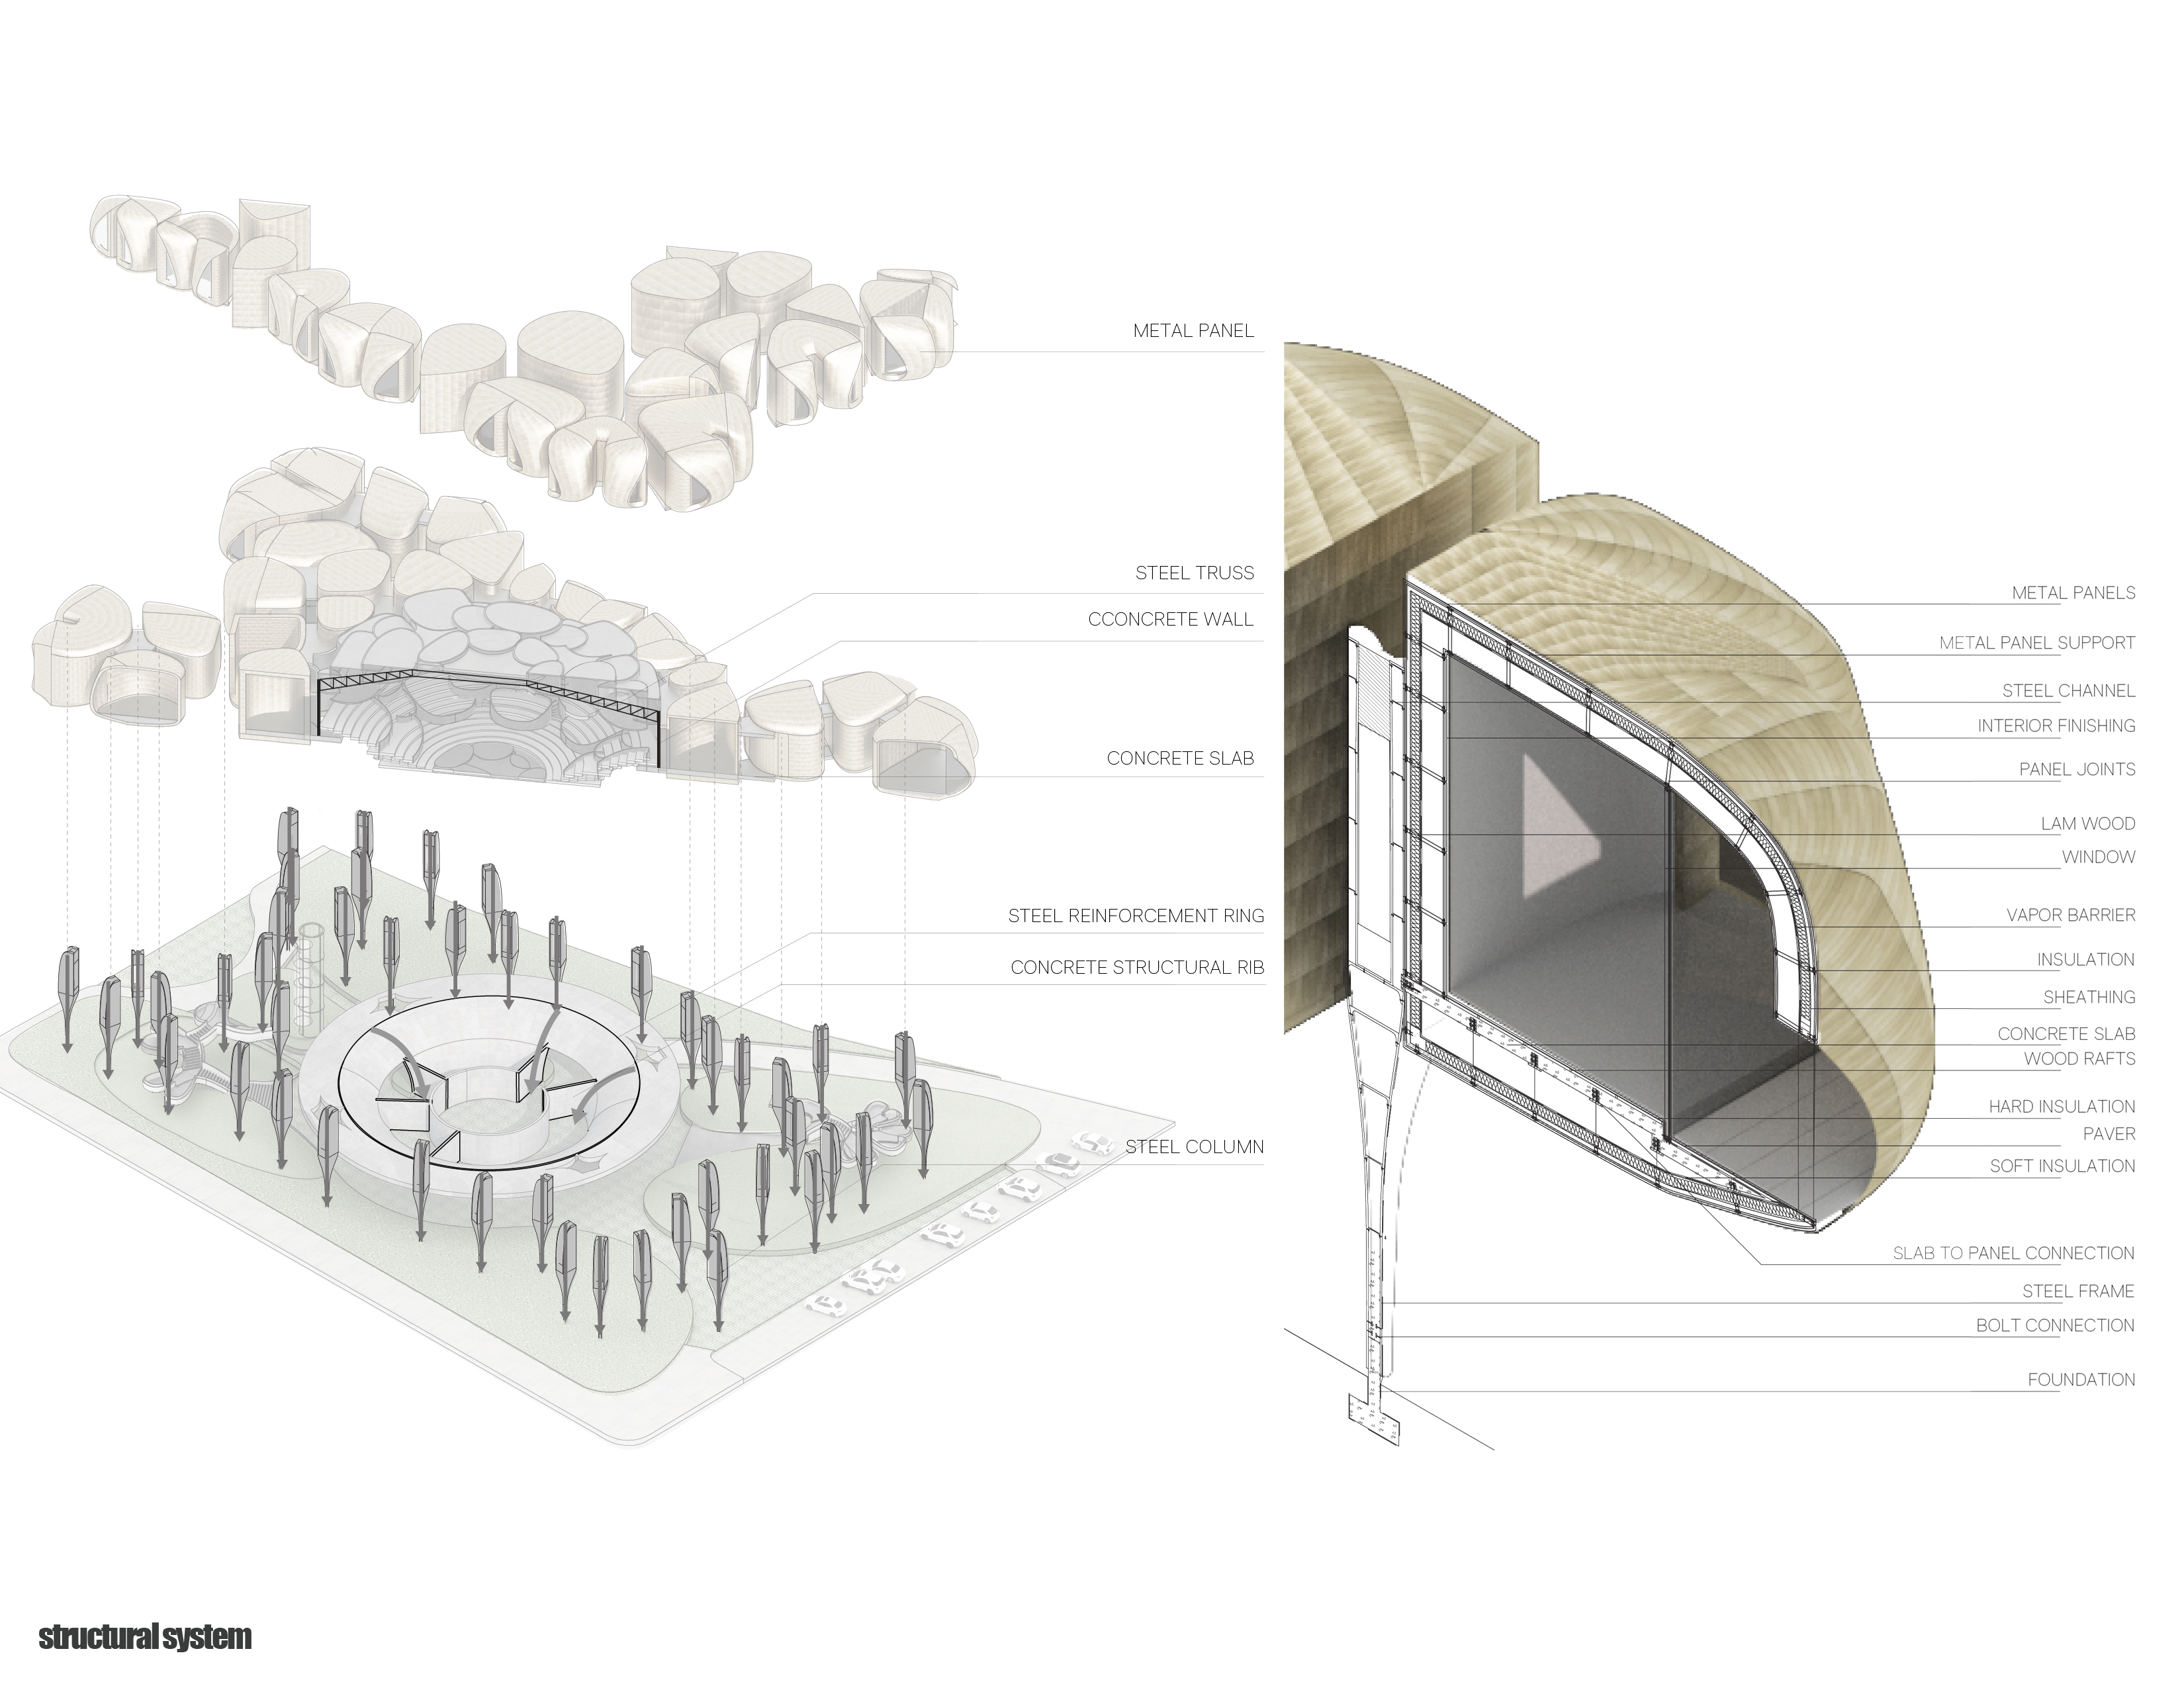 METAL PANEL
STEEL TRUSS
CCONCRETE WALL
CONCRETE SLAB
STEEL REINFORCEMENT RING
CONCRETE STRUCTURAL RIB
STEEL COLUMN
METAL PANELS
METAL PANEL SUPPORT
STEEL CHANNEL
INTERIOR FINISHING
PANEL JOINTS
LAM WOOD
WINDOW
VAPOR BARRIER
INSULATION
SHEATHING
CONCRETE SLAB
WOOD RAFTS
HARD INSULATION
PAVER
SOFT INSULATION
SLAB TO PANEL CONNECTION
STEEL FRAME
BOLT CONNECTION
FOUNDATION
structural system